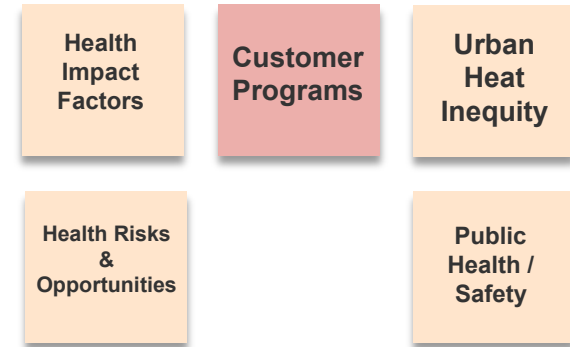 Health
Impact
Factors
Customer
Programs
Urban
Heat
Inequity
Health Risks
&
Opportunities
Public
Health /
Safety